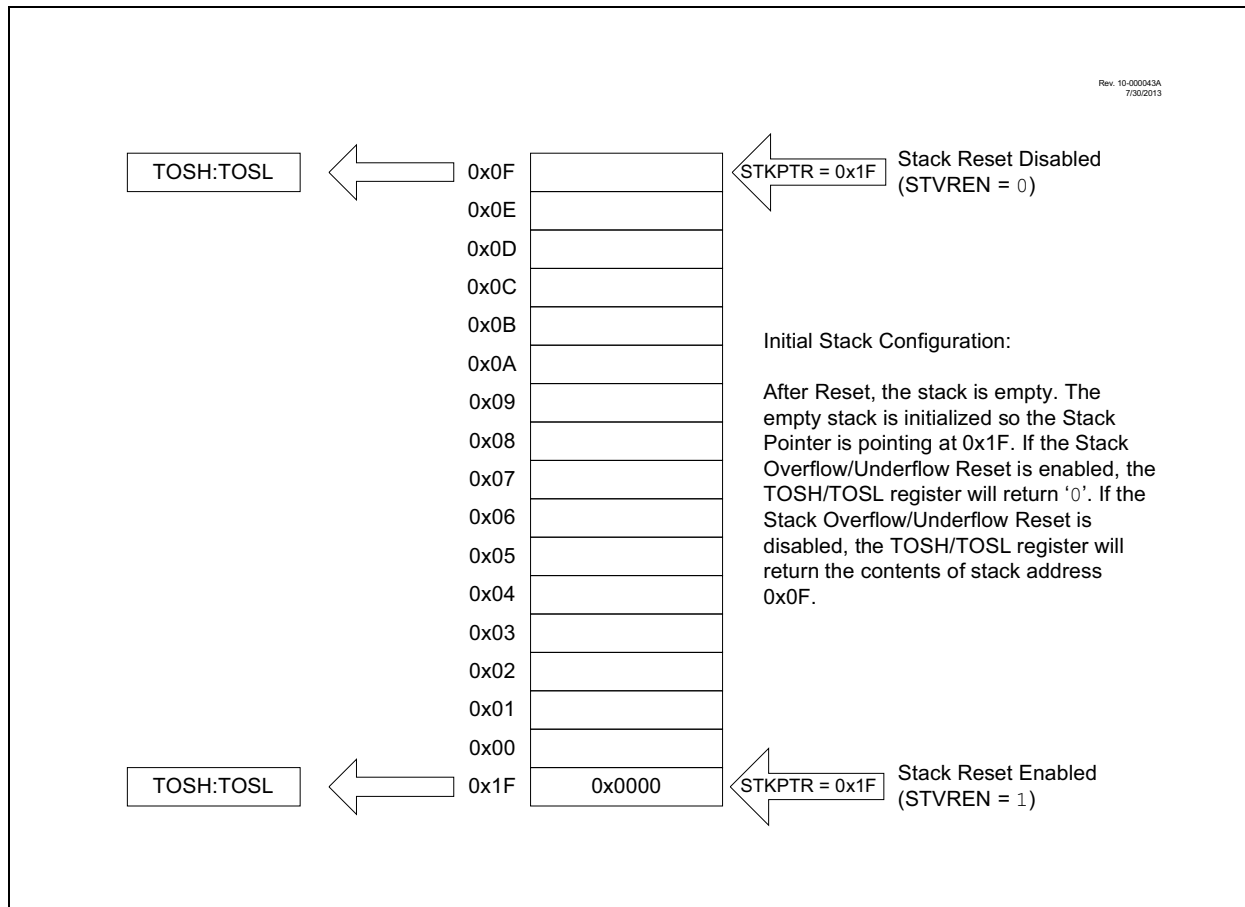 Rev. 10-000043A
7/30/2013
TOSH:TOSL
0x0F
STKPTR = 0x1F
Stack Reset Disabled
(STVREN = 0)
0x0E
0x0D
0x0C
0x0B
0x0A
0x09
0x08
0x07
0x06
0x05
0x04
0x03
0x02
0x01
0x00
Initial Stack Configuration:
After Reset, the stack is empty. The
empty stack is initialized so the Stack
Pointer is pointing at 0x1F. If the Stack
Overflow/Underflow Reset is enabled, the
TOSH/TOSL register will return ‘0’. If the
Stack Overflow/Underflow Reset is
disabled, the TOSH/TOSL register will
return the contents of stack address
0x0F.
TOSH:TOSL
0x1F
0x0000
STKPTR = 0x1F
Stack Reset Enabled
(STVREN = 1)